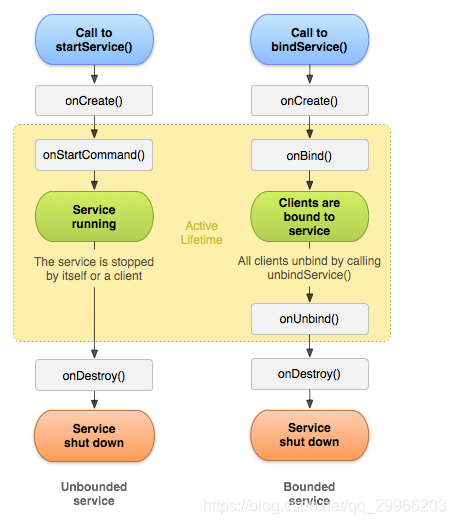 Call to
startService()
onCreate()
onStartCommand()
Service
running
The service is stopped
by itself or a client
onDestroy()
Service
shut down
Unbounded
service
Active
Lifetime
Call to
bindService()
onCreate()
onBind()
Clients are
bound to
service
All clients unbind by calling
unbindService()
onUnbind()
onDestroy()
Service
shut down
Bounded
service
https://blog.csdn.net/qq_29966203